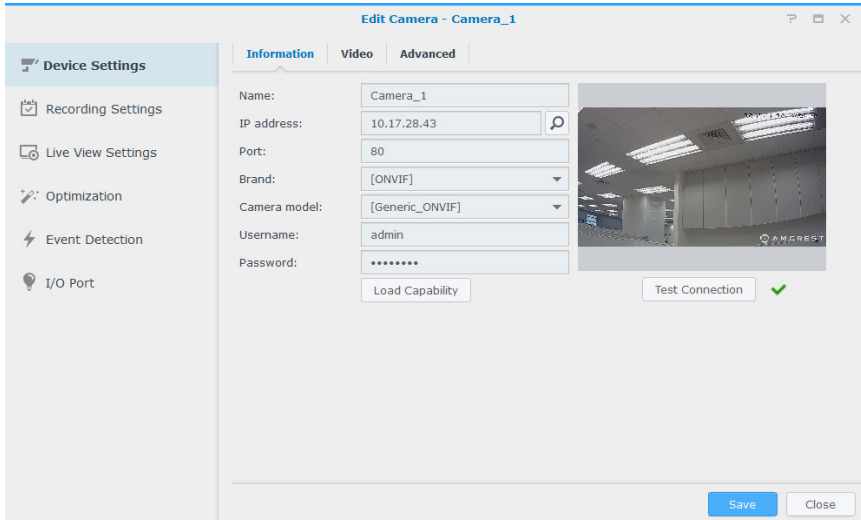 Edit Camera - Camera_1
Device Settings
Recording Settings
Live View Settings
Optimization
Event Detection
I/O Port
Information Video Advanced
Name: Camera_1
IP address: 10.17.28.43
Port: 80
Brand: [ONVIF]
Camera model: [Generic_ONVIF]
Username: admin
Password: ••••••••
Load Capability
AMCREST
Test Connection
Save Close